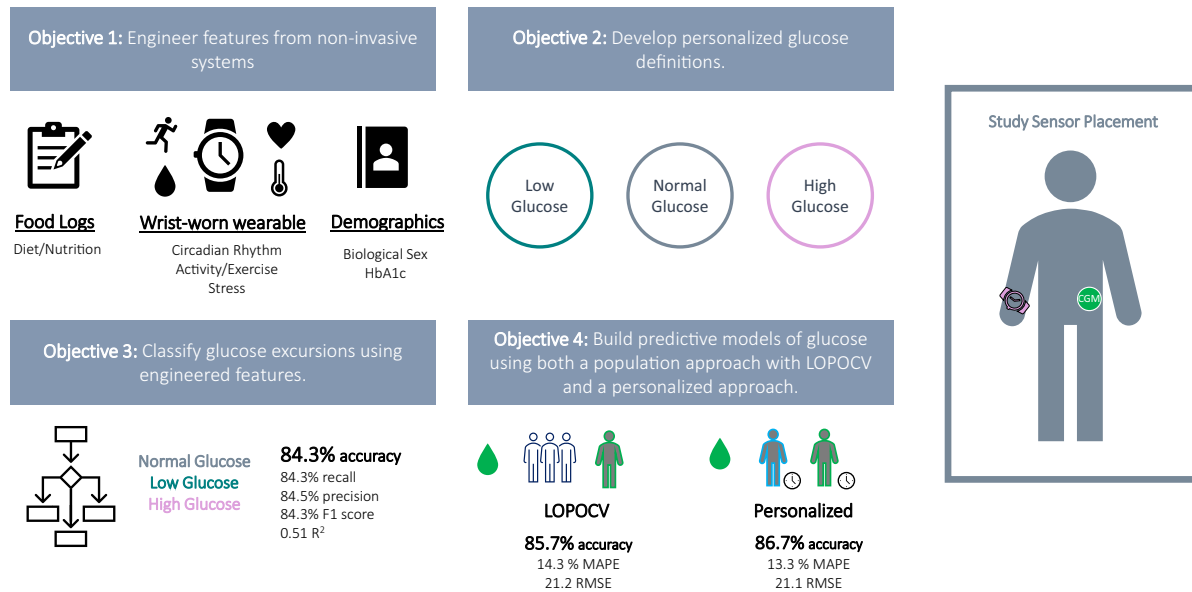 Objective 1: Engineer features from non-invasive
systems
Food Logs
Diet/Nutrition
Wrist-worn wearable
Circadian Rhythm
Activity/Exercise
Stress
Demographics
Biological Sex
HbA1c
Objective 2: Develop personalized glucose
definitions.
Low
Glucose
Normal
Glucose
High
Glucose
Objective 3: Classify glucose excursions using
engineered features.
Normal Glucose
Low Glucose
High Glucose
84.3% accuracy
84.3% recall
84.5% precision
84.3% F1 score
0.51 R²
Objective 4: Build predictive models of glucose
using both a population approach with LOPOCV
and a personalized approach.
LOPOCV
85.7% accuracy
14.3 % MAPE
21.2 RMSE
Personalized
86.7% accuracy
13.3 % MAPE
21.1 RMSE
Study Sensor Placement
CGM